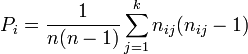 P_i = \frac{1}{n(n-1)} \sum_{j=1}^{k} n_{ij}(n_{ij} - 1)